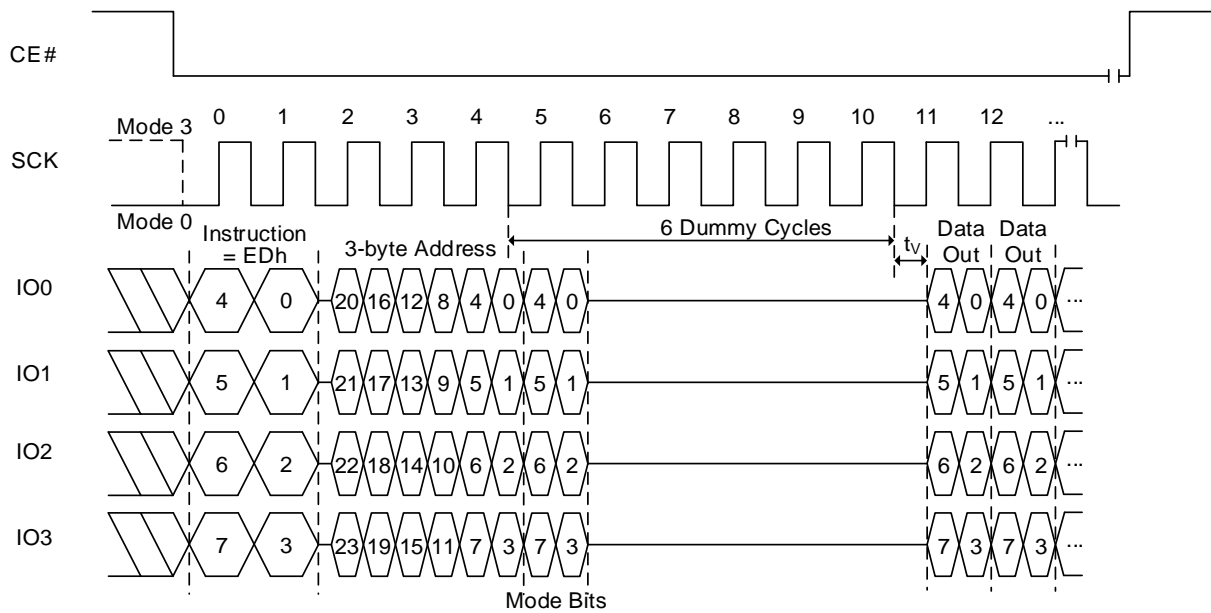 CE#
Mode 3
0 1 2 3 4 5 6 7 8 9 10 11 12 ...
SCK
Mode 0
Instruction
= EDh
3-byte Address
6 Dummy Cycles
tV
Data
Out
Data
Out
IO0 4 0 20 16 12 8 4 0 4 0 4 0 4 0 ...
IO1 5 1 21 17 13 9 5 1 5 1 5 1 5 1 ...
IO2 6 2 22 18 14 10 6 2 6 2 6 2 6 2 ...
IO3 7 3 23 19 15 11 7 3 7 3 7 3 7 3 ...
Mode Bits